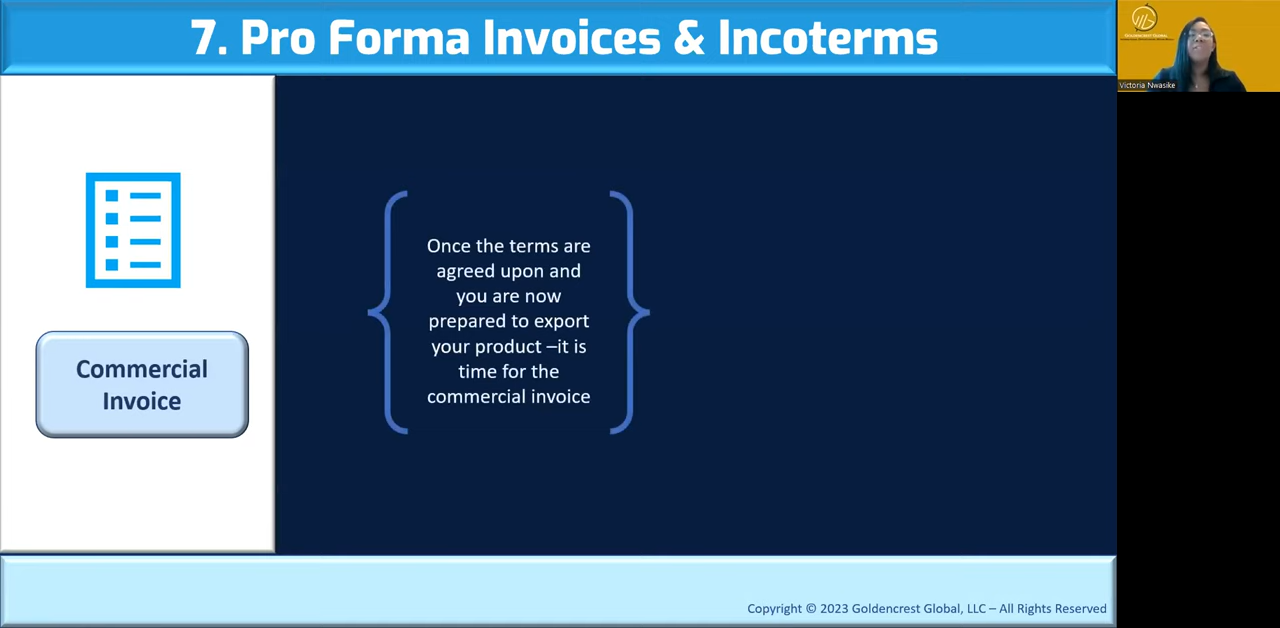 7. Pro Forma Invoices & Incoterms
Victoria Nwasike
Once the terms are
agreed upon and
you are now
prepared to export
your product –it is
time for the
commercial invoice
Commercial
Invoice
Copyright © 2023 Goldencrest Global, LLC – All Rights Reserved